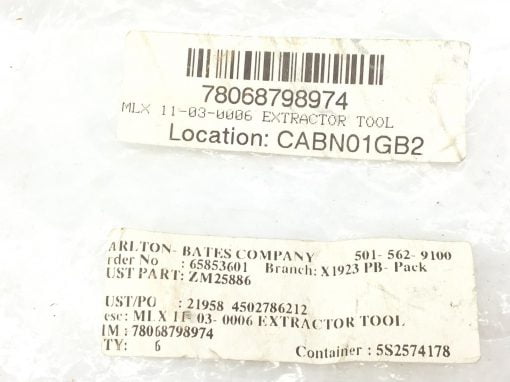 78068798974
MLX 11-03-0006 EXTRACTOR TOOL
Location: CABN01GB2
ARLTON- BATES COMPANY 501- 562- 9100
rder No : 65853601 Branch: X1923 PB- Pack
UST PART: ZM25886
UST/PO : 21958 4502786212
esc: MLX 11- 03- 0006 EXTRACTOR TOOL
IM : 78068798974
TY: 6 Container : 5S2574178